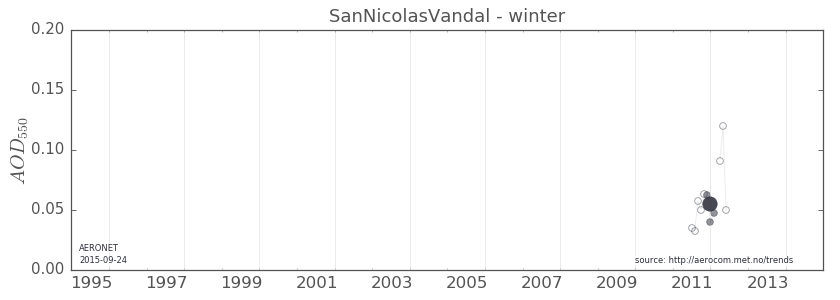 SanNicolasVandal - winter
0.20
0.15
0.10
0.05
0.00
AOD550
AERONET
2015-09-24
source: http://aerocom.met.no/trends
1995 1997 1999 2001 2003 2005 2007 2009 2011 2013